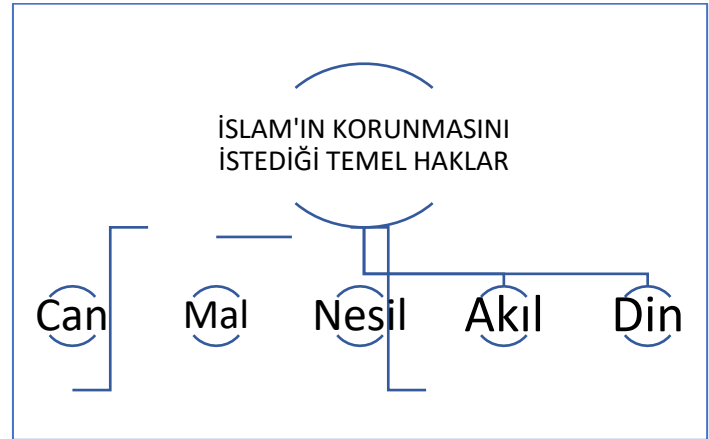 İSLAM'IN KORUNMASINI
İSTEDİĞİ TEMEL HAKLAR
Can Mal Nesil Akıl Din